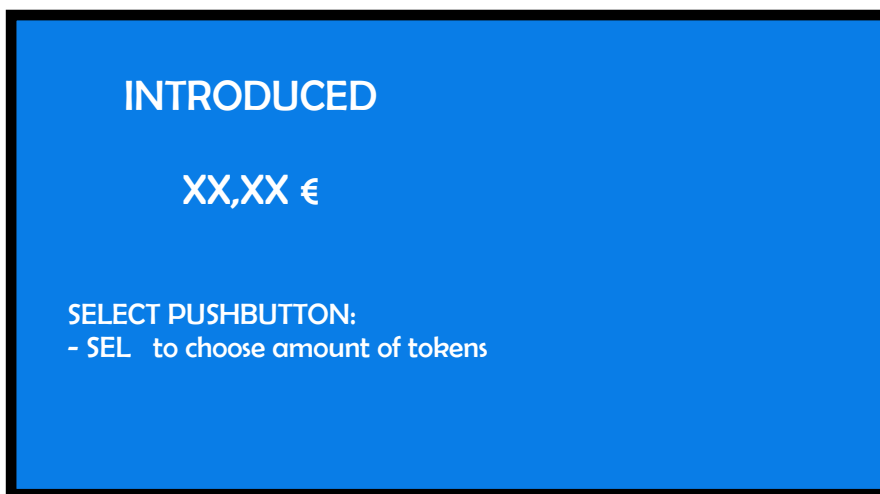 INTRODUCED
XX,XX €
SELECT PUSHBUTTON:
- SEL to choose amount of tokens